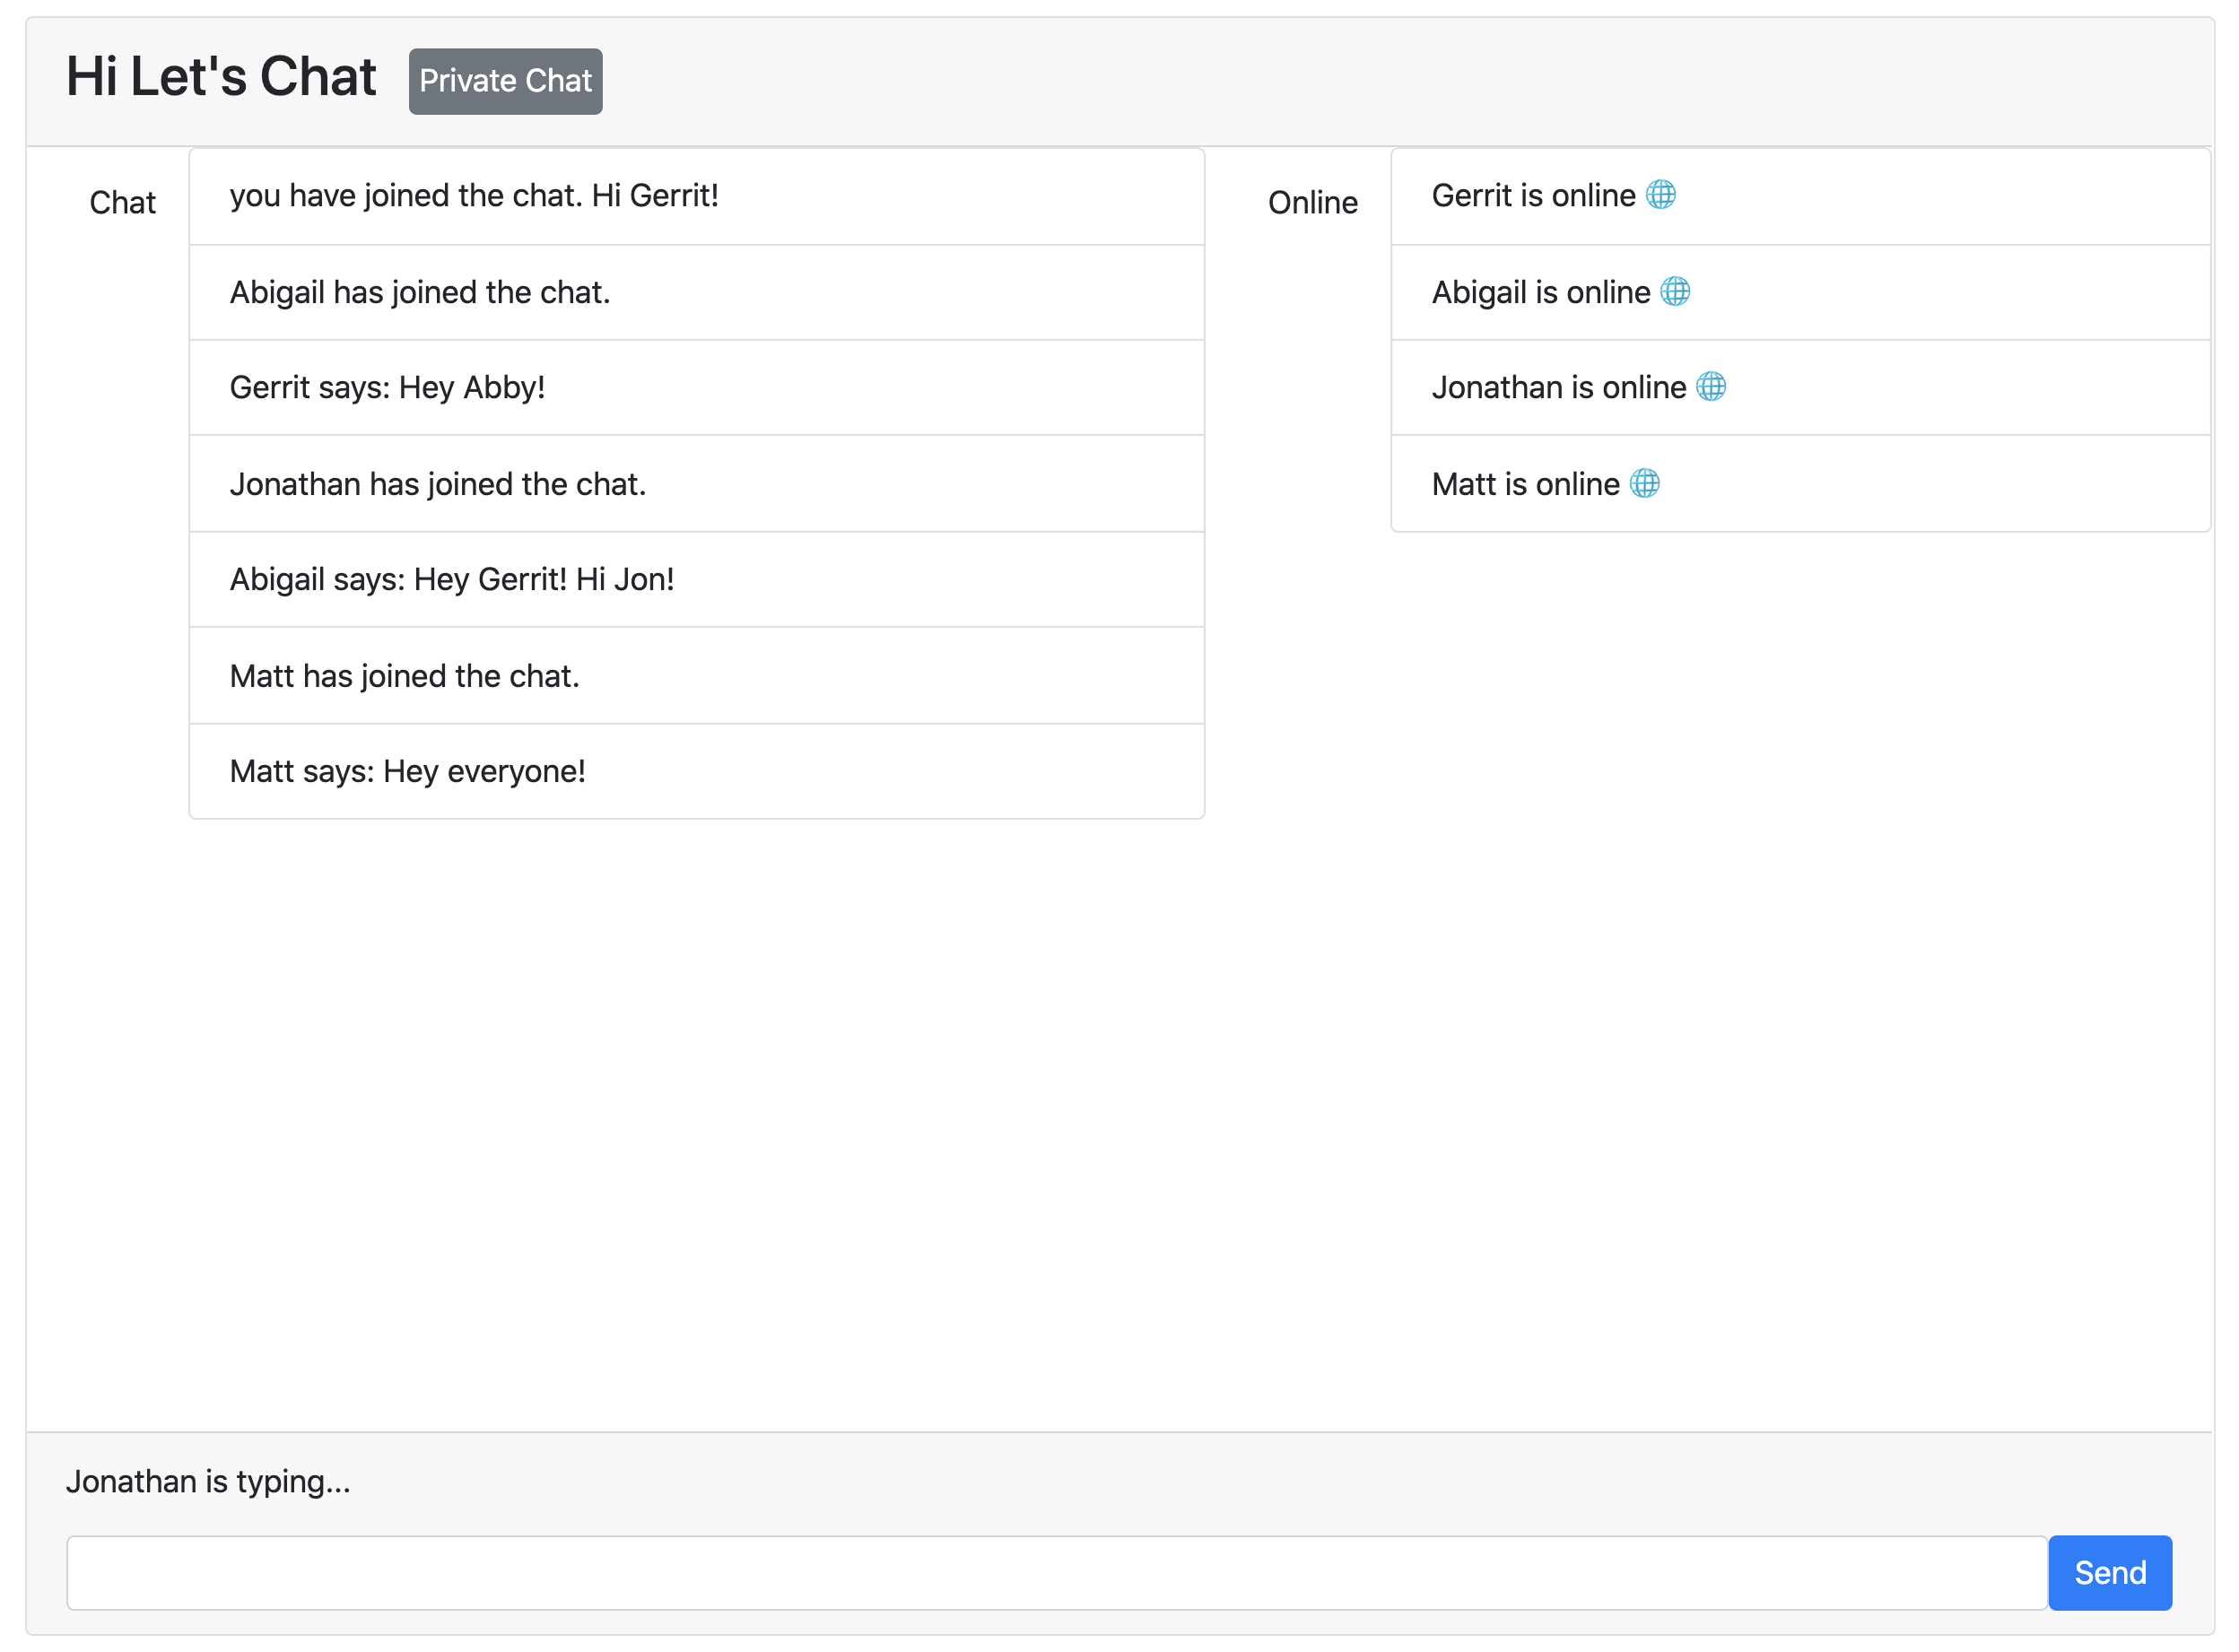 Hi Let's Chat Private Chat
Chat
you have joined the chat. Hi Gerrit!
Abigail has joined the chat.
Gerrit says: Hey Abby!
Jonathan has joined the chat.
Abigail says: Hey Gerrit! Hi Jon!
Matt has joined the chat.
Matt says: Hey everyone!
Online
Gerrit is online 🌐
Abigail is online 🌐
Jonathan is online 🌐
Matt is online 🌐
Jonathan is typing...
Send